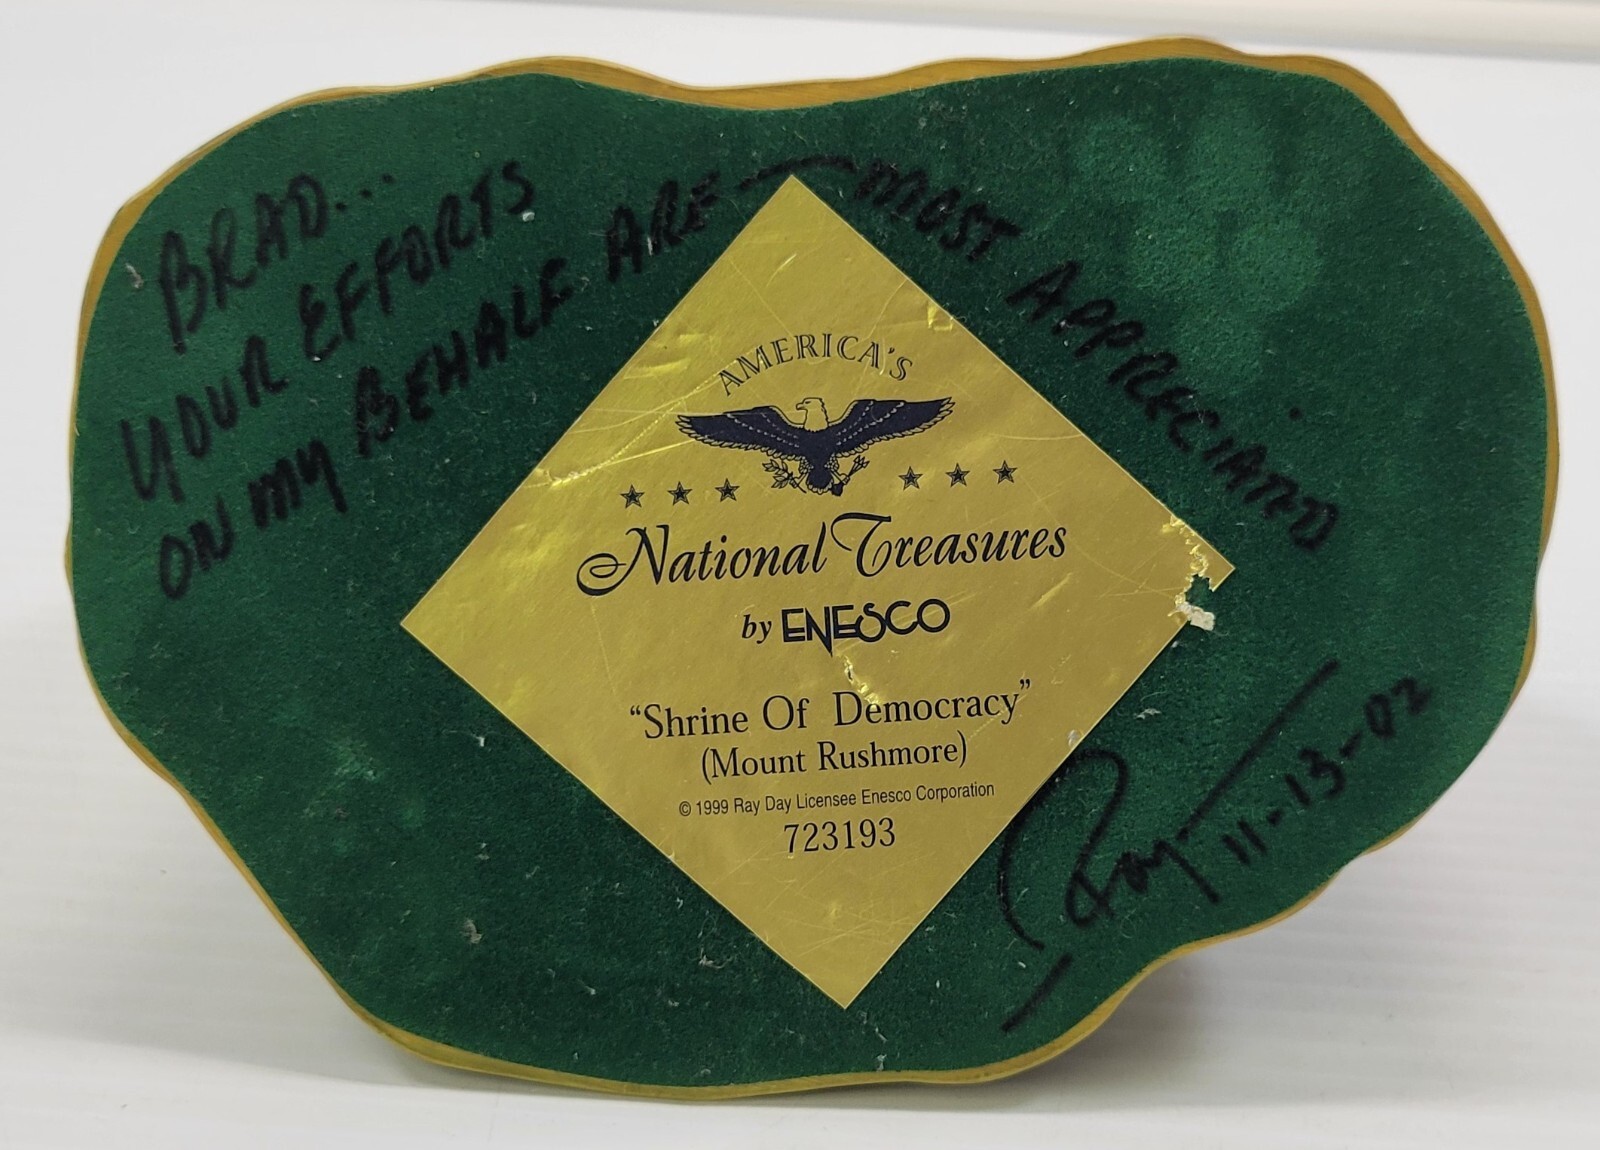 BRAD...
YOUR EFFORTS
ON MY BEHALF ARE — MOST APPRECIATED
AMERICA'S
National Treasures
by ENESCO
“Shrine Of Democracy”
(Mount Rushmore)
© 1999 Ray Day Licensee Enesco Corporation
723193
Ray 11-13-02